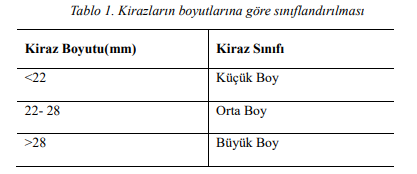 Tablo 1. Kirazların boyutlarına göre sınıflandırılması
Kiraz Boyutu(mm) Kiraz Sınıfı
<22 Küçük Boy
22- 28 Orta Boy
>28 Büyük Boy